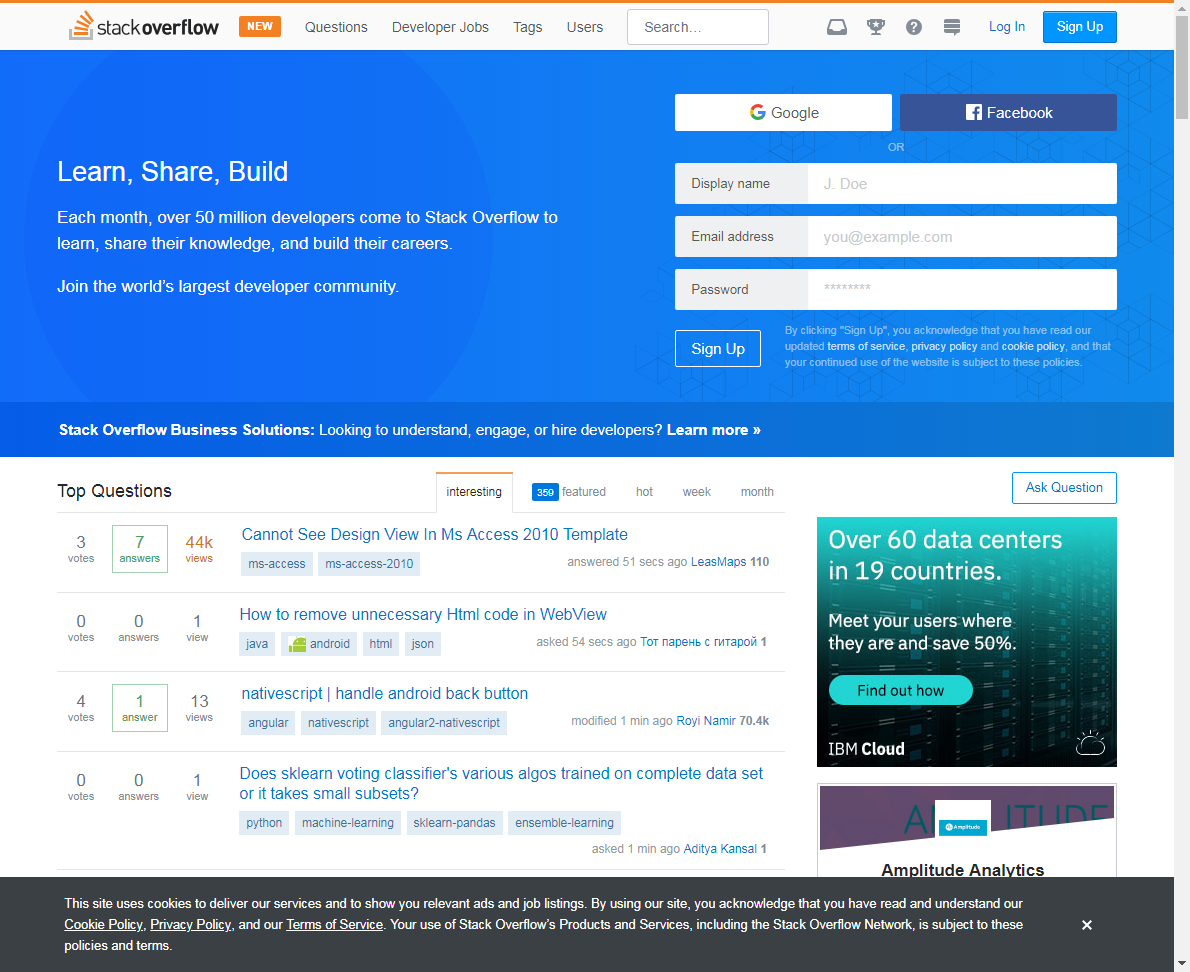 stackoverflow NEW Questions Developer Jobs Tags Users Search... Log In Sign Up
Google Facebook
OR
Learn, Share, Build
Each month, over 50 million developers come to Stack Overflow to
learn, share their knowledge, and build their careers.
Join the world’s largest developer community.
Display name J. Doe
Email address you@example.com
Password ********
Sign Up
By clicking "Sign Up", you acknowledge that you have read our
updated terms of service, privacy policy and cookie policy, and that
your continued use of the website is subject to these policies.
Stack Overflow Business Solutions: Looking to understand, engage, or hire developers? Learn more »
Top Questions interesting 359 featured hot week month
Ask Question
3 votes 7 answers 44k views
Cannot See Design View In Ms Access 2010 Template
ms-access ms-access-2010
answered 51 secs ago LeasMaps 110
0 votes 0 answers 1 view
How to remove unnecessary Html code in WebView
java android html json
asked 54 secs ago Тот парень с гитарой 1
4 votes 1 answer 13 views
nativescript | handle android back button
angular nativescript angular2-nativescript
modified 1 min ago Royi Namir 70.4k
0 votes 0 answers 1 view
Does sklearn voting classifier's various algos trained on complete data set
or it takes small subsets?
python machine-learning sklearn-pandas ensemble-learning
asked 1 min ago Aditya Kansal 1
Over 60 data centers
in 19 countries.
Meet your users where
they are and save 50%.
Find out how
IBM Cloud
AMPLITUDE
Amplitude
Amplitude Analytics
This site uses cookies to deliver our services and to show you relevant ads and job listings. By using our site, you acknowledge that you have read and understand our
Cookie Policy, Privacy Policy, and our Terms of Service. Your use of Stack Overflow’s Products and Services, including the Stack Overflow Network, is subject to these
policies and terms.